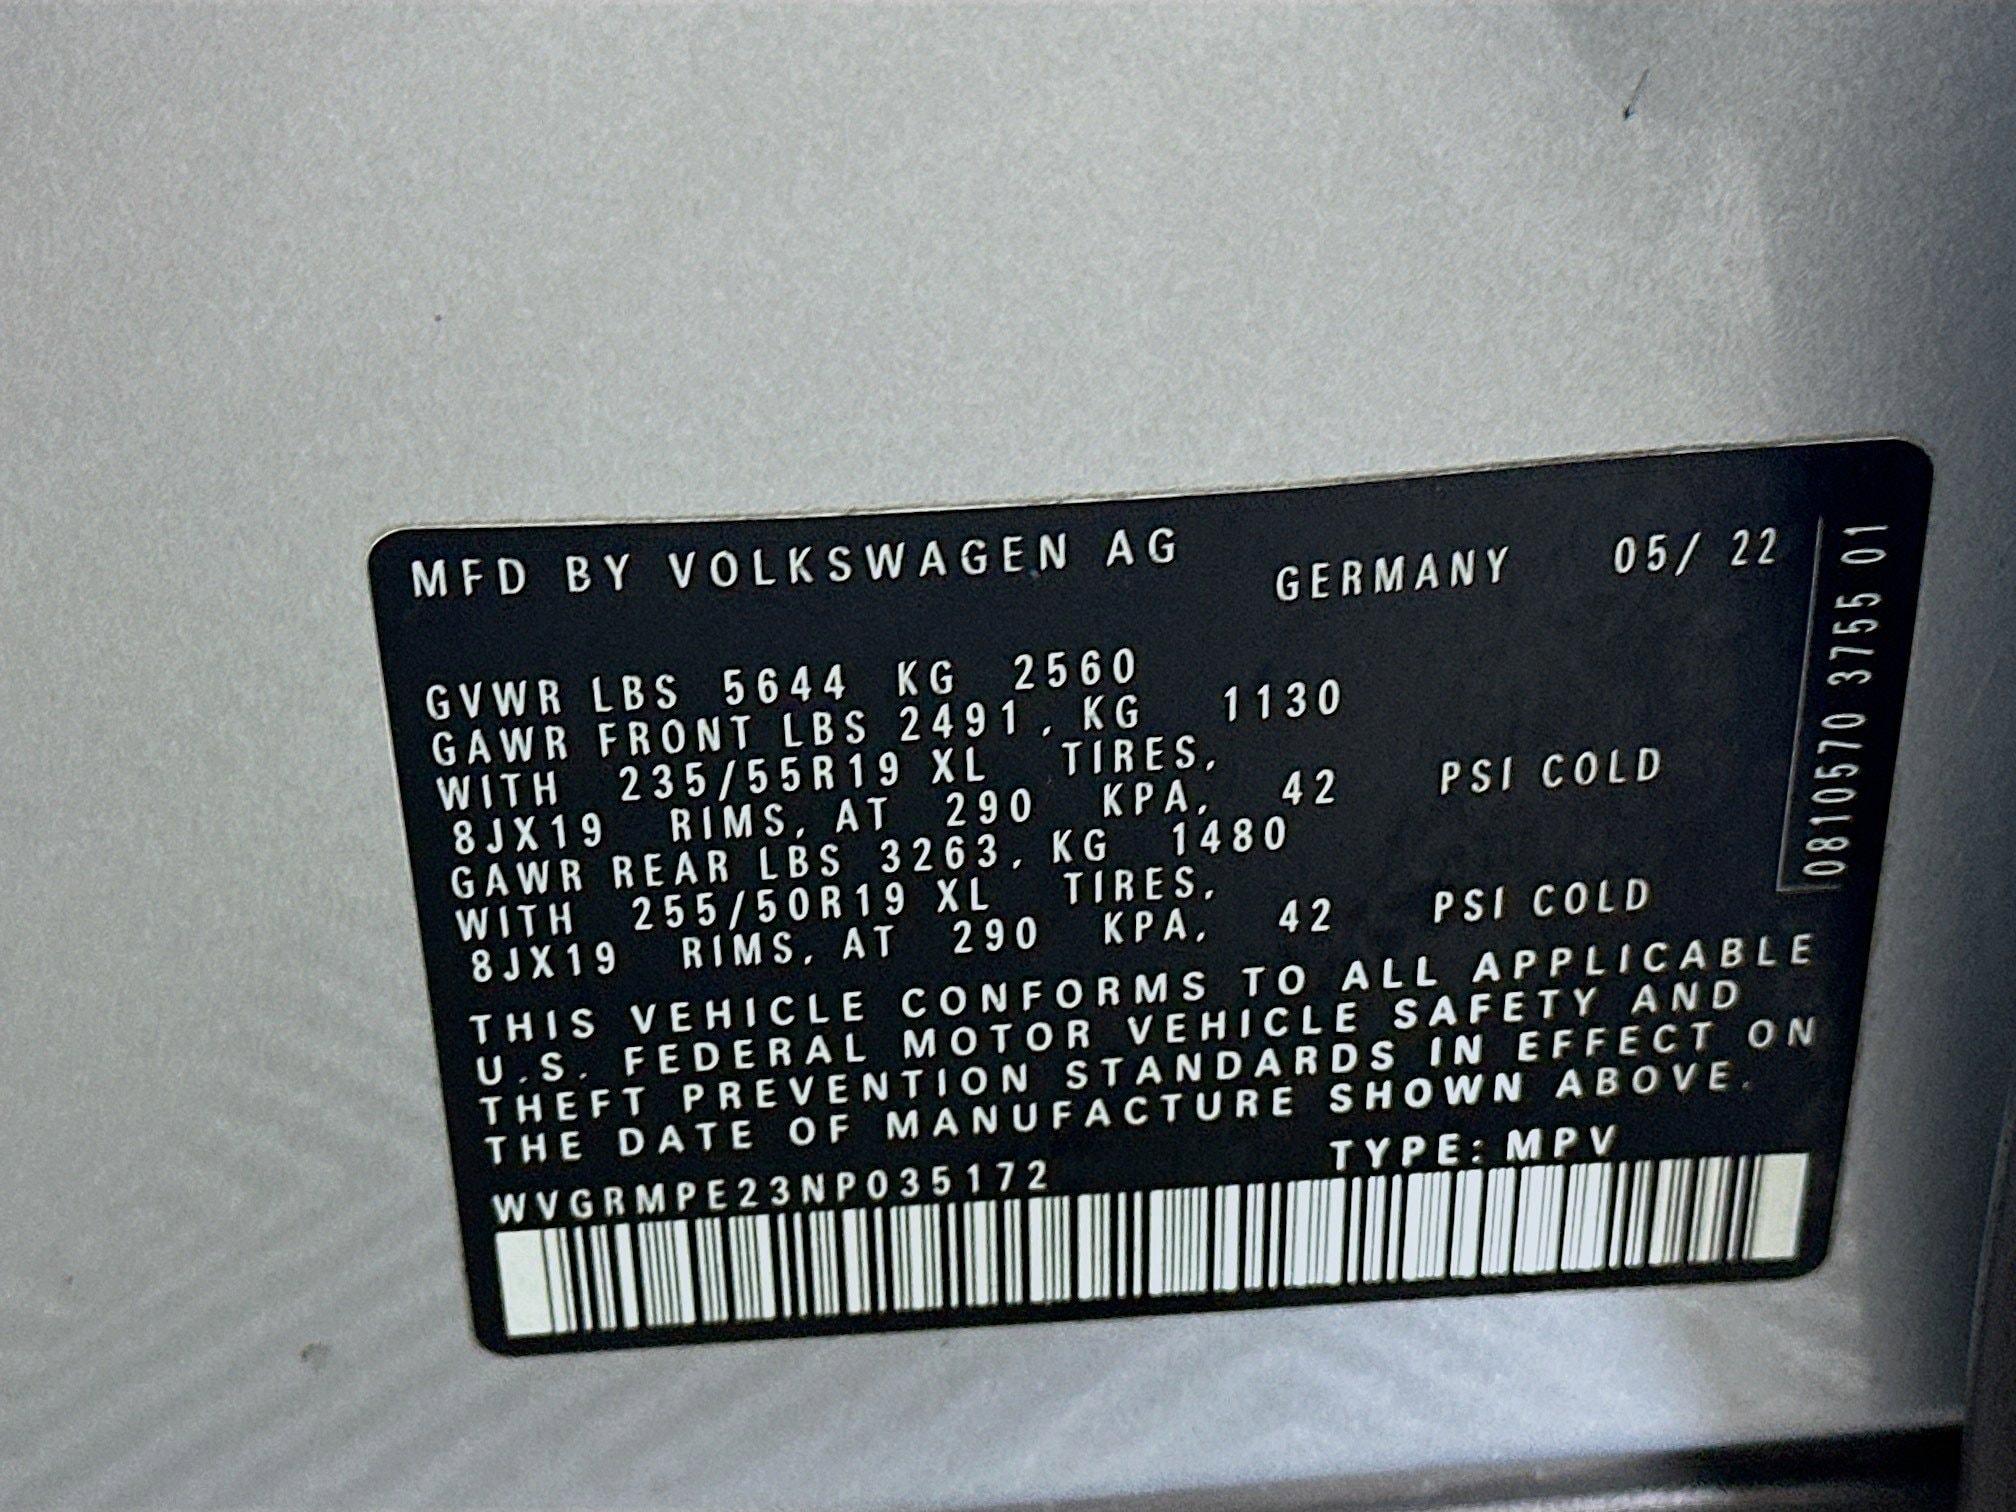 MFD BY VOLKSWAGEN AG GERMANY 05/ 22
GVWR LBS 5644 KG 2560
GAWR FRONT LBS 2491, KG 1130
WITH 235/55R19 XL TIRES,
8JX19 RIMS, AT 290 KPA, 42 PSI COLD
GAWR REAR LBS 3263, KG 1480
WITH 255/50R19 XL TIRES,
8JX19 RIMS, AT 290 KPA, 42 PSI COLD
THIS VEHICLE CONFORMS TO ALL APPLICABLE
U.S. FEDERAL MOTOR VEHICLE SAFETY AND
THEFT PREVENTION STANDARDS IN EFFECT ON
THE DATE OF MANUFACTURE SHOWN ABOVE.
WVGRMPE23NP035172 TYPE: MPV
0810570 3755 01